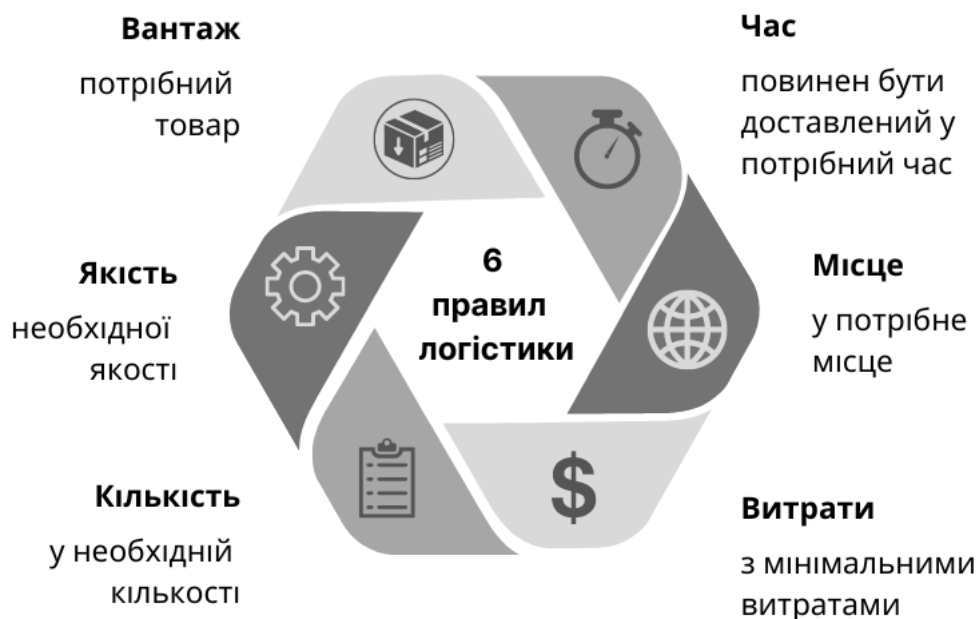 Вантаж
потрібний
товар
Час
повинен бути
доставлений у
потрібний час
Якість
необхідної
якості
6
правил
логістики
Місце
у потрібне
місце
Кількість
у необхідній
кількості
$
Витрати
з мінімальними
витратами